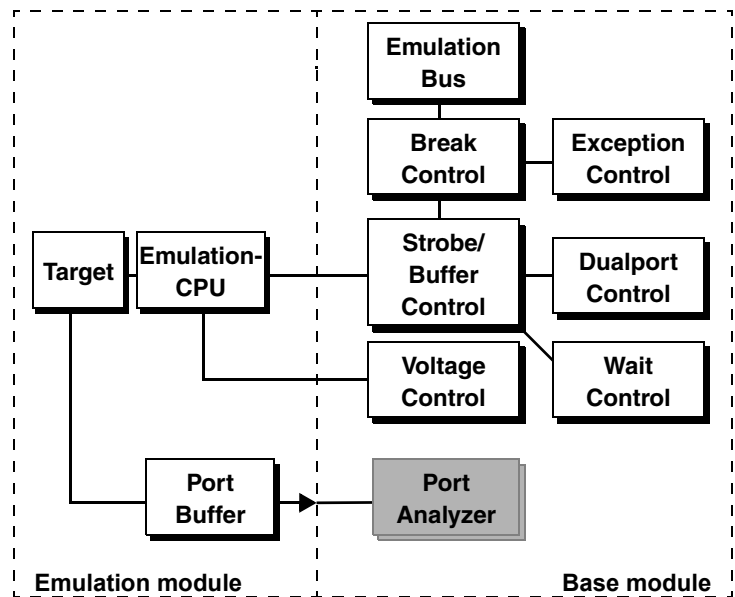 Emulation
Bus
Break
Control
Exception
Control
Target
Emulation-
CPU
Strobe/
Buffer
Control
Dualport
Control
Voltage
Control
Wait
Control
Port
Buffer
Port
Analyzer
Emulation module
Base module